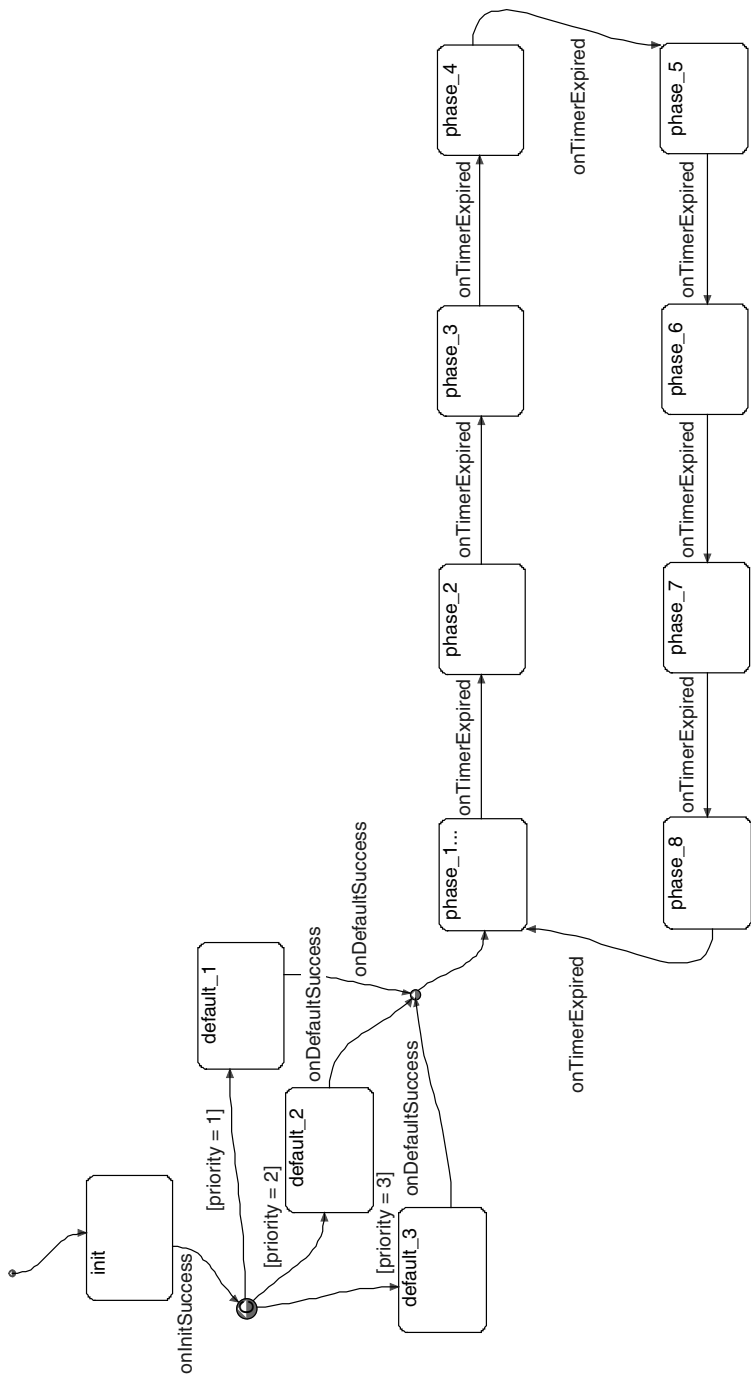 init
onInitSuccess
[priority = 1]
[priority = 2]
[priority = 3]
default_1
default_2
default_3
onDefaultSuccess
onDefaultSuccess
onDefaultSuccess
phase_1...
onTimerExpired
phase_2
onTimerExpired
phase_3
onTimerExpired
phase_4
onTimerExpired
phase_5
onTimerExpired
phase_6
onTimerExpired
phase_7
onTimerExpired
phase_8
onTimerExpired
C